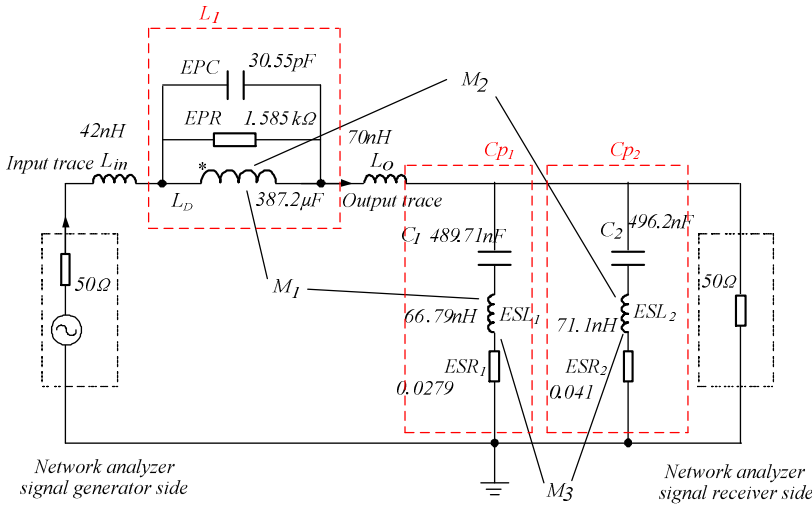 L1
EPC
30.55pF
M2
EPR
1.585kΩ
42nH
70nH
Input trace
Lin
*
LO
Cp1
Cp2
LD
387.2μF
Output trace
C1
489.71nF
C2
496.2nF
50Ω
50Ω
M1
66.79nH
ESL1
71.1nH
ESL2
ESR1
ESR2
0.0279
0.041
Network analyzer
signal generator side
M3
Network analyzer
signal receiver side